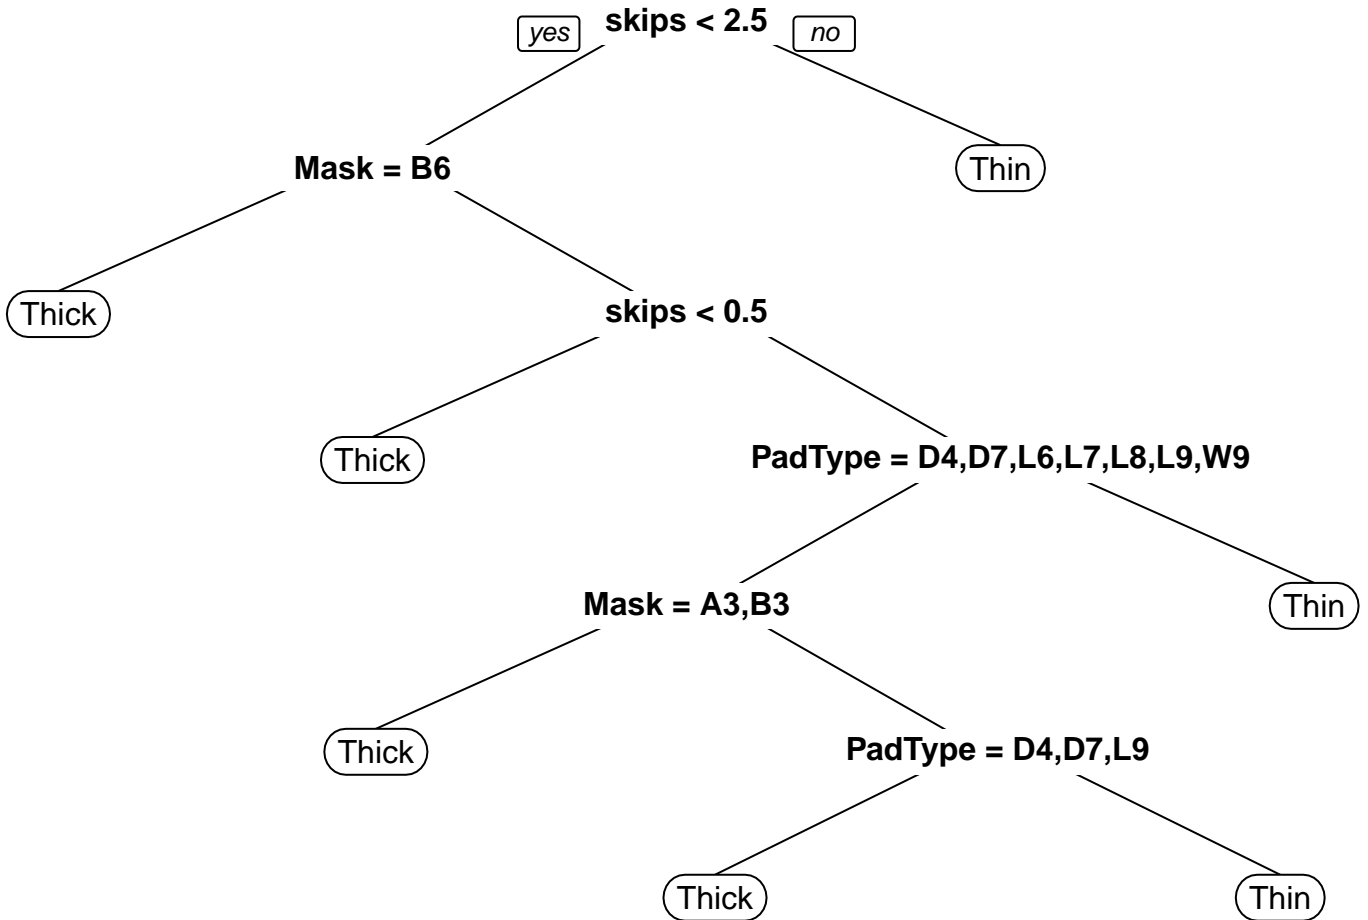 yes skips < 2.5 no
Mask = B6
Thin
Thick
skips < 0.5
Thick
PadType = D4,D7,L6,L7,L8,L9,W9
Mask = A3,B3
Thin
Thick
PadType = D4,D7,L9
Thick
Thin